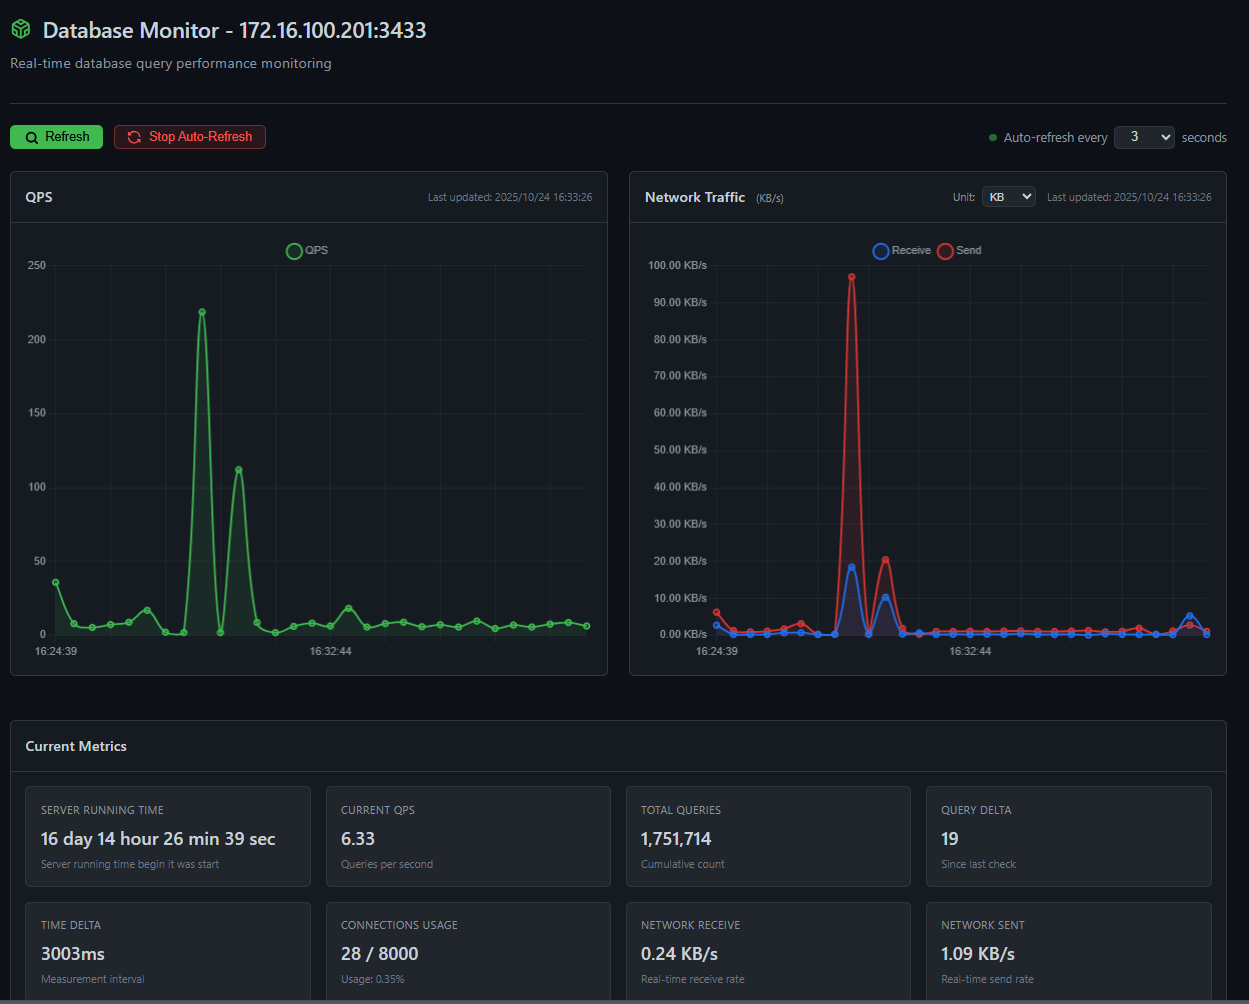 Database Monitor - 172.16.100.201:3433
Real-time database query performance monitoring
Refresh
Stop Auto-Refresh
Auto-refresh every 3 seconds
QPS
Last updated: 2025/10/24 16:33:26
QPS
250
200
150
100
50
0
16:24:39
16:32:44
Network Traffic (KB/s)
Unit: KB
Last updated: 2025/10/24 16:33:26
Receive
Send
100.00 KB/s
90.00 KB/s
80.00 KB/s
70.00 KB/s
60.00 KB/s
50.00 KB/s
40.00 KB/s
30.00 KB/s
20.00 KB/s
10.00 KB/s
0.00 KB/s
16:24:39
16:32:44
Current Metrics
SERVER RUNNING TIME
16 day 14 hour 26 min 39 sec
Server running time begin it was start
CURRENT QPS
6.33
Queries per second
TOTAL QUERIES
1,751,714
Cumulative count
QUERY DELTA
19
Since last check
TIME DELTA
3003ms
Measurement interval
CONNECTIONS USAGE
28 / 8000
Usage: 0.35%
NETWORK RECEIVE
0.24 KB/s
Real-time receive rate
NETWORK SENT
1.09 KB/s
Real-time send rate